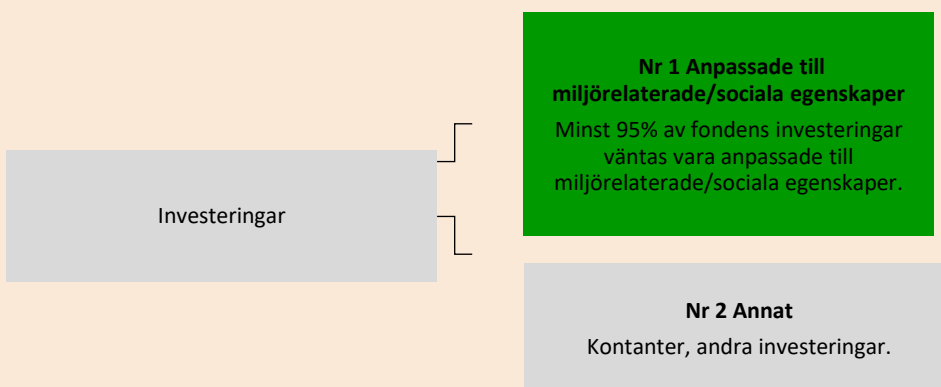 Nr 1 Anpassade till
miljörelaterade/sociala egenskaper
Minst 95% av fondens investeringar
väntas vara anpassade till
miljörelaterade/sociala egenskaper.
Investeringar
Nr 2 Annat
Kontanter, andra investeringar.